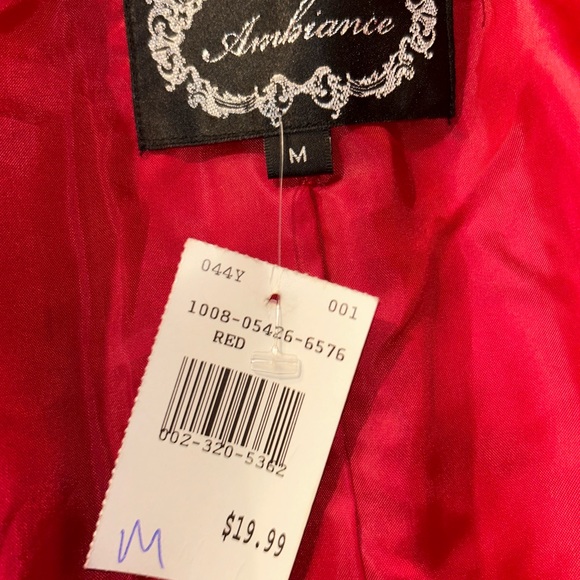 Ambiance
M
044Y 001
1008-05426-6576
RED
002-320-5362
$19.99
M